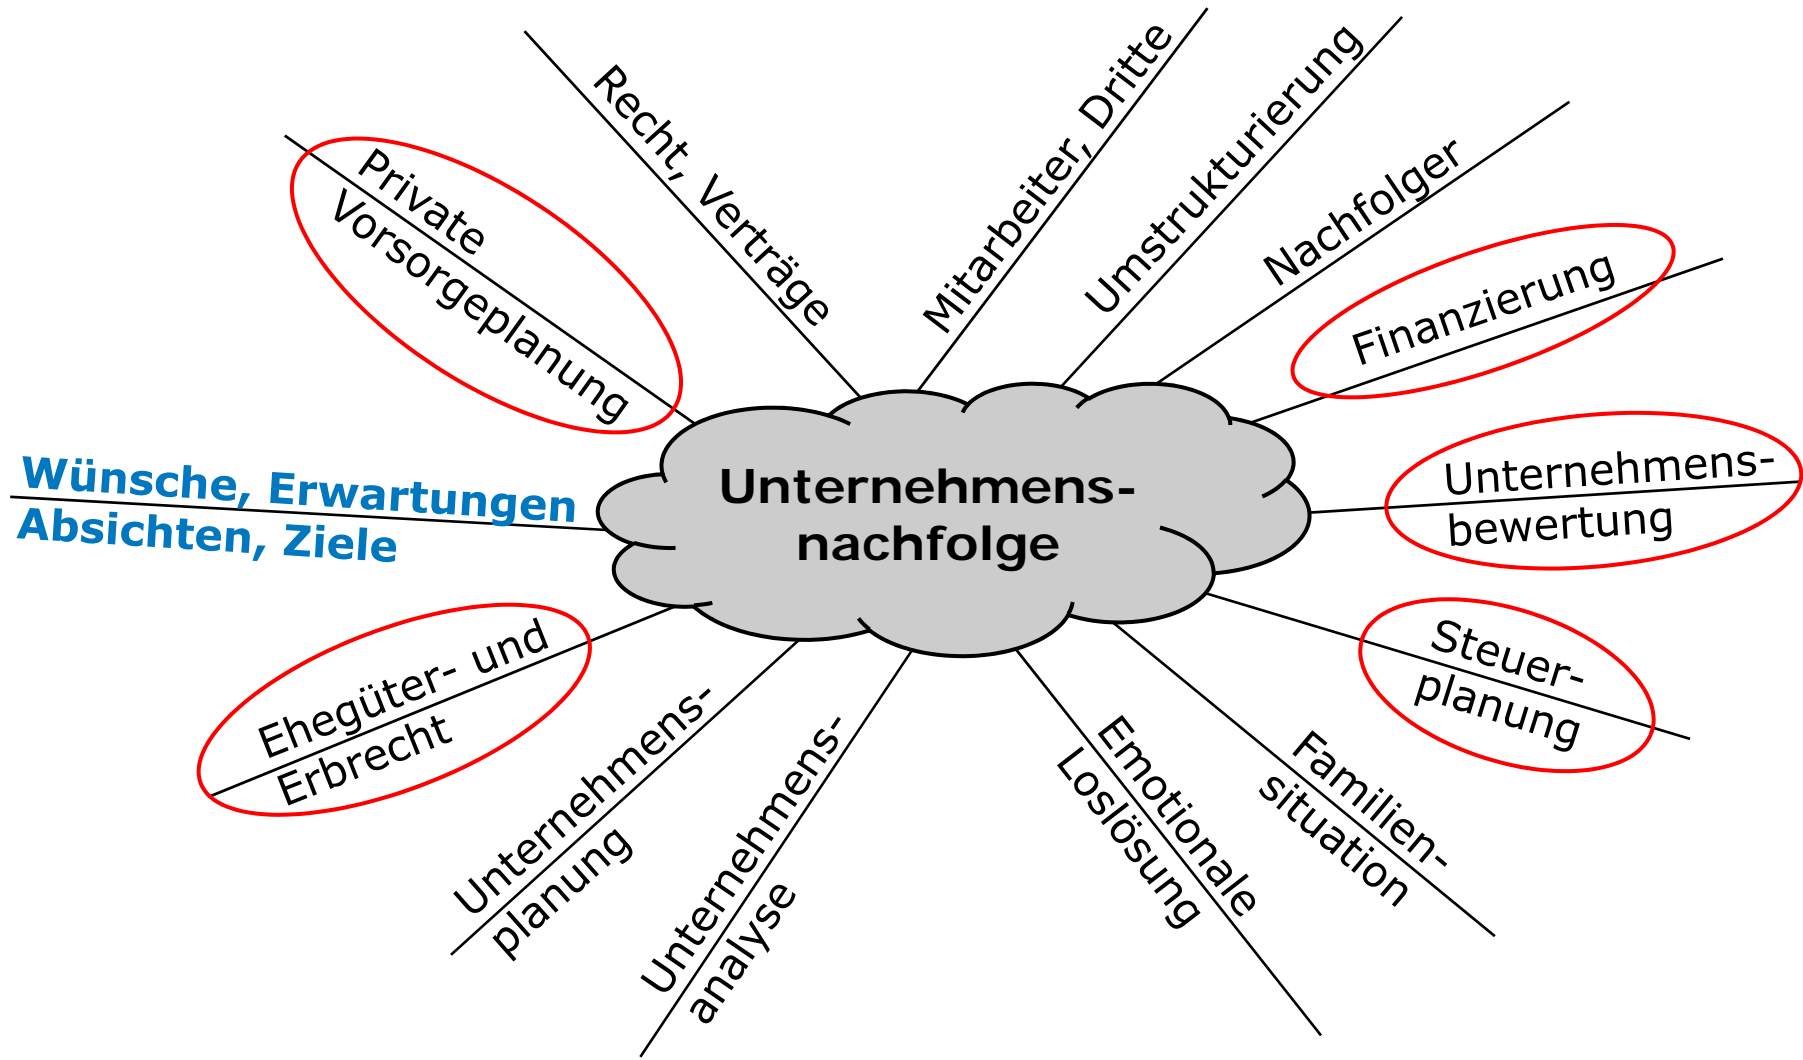 Recht, Verträge
Mitarbeiter, Dritte
Umstrukturierung
Nachfolger
Private
Vorsorgeplanung
Finanzierung
Wünsche, Erwartungen
Absichten, Ziele
Unternehmens-
nachfolge
Unternehmens-
bewertung
Ehegüter- und
Erbrecht
Steuer-
planung
Unternehmens-
planung
Unternehmens-
analyse
Emotionale
Loslösung
Familien-
situation